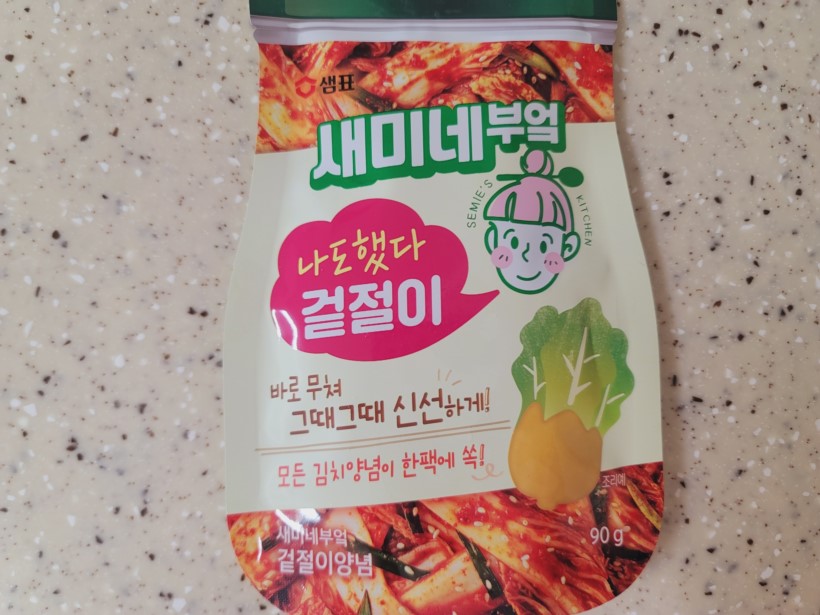 샘표
새미네부엌
SEMIE'S KITCHEN
나도했다
겉절이
바로 무쳐
그때그때 신선하게!
모든 김치양념이 한팩에 쏙!
조리예
새미네부엌
겉절이양념
90 g